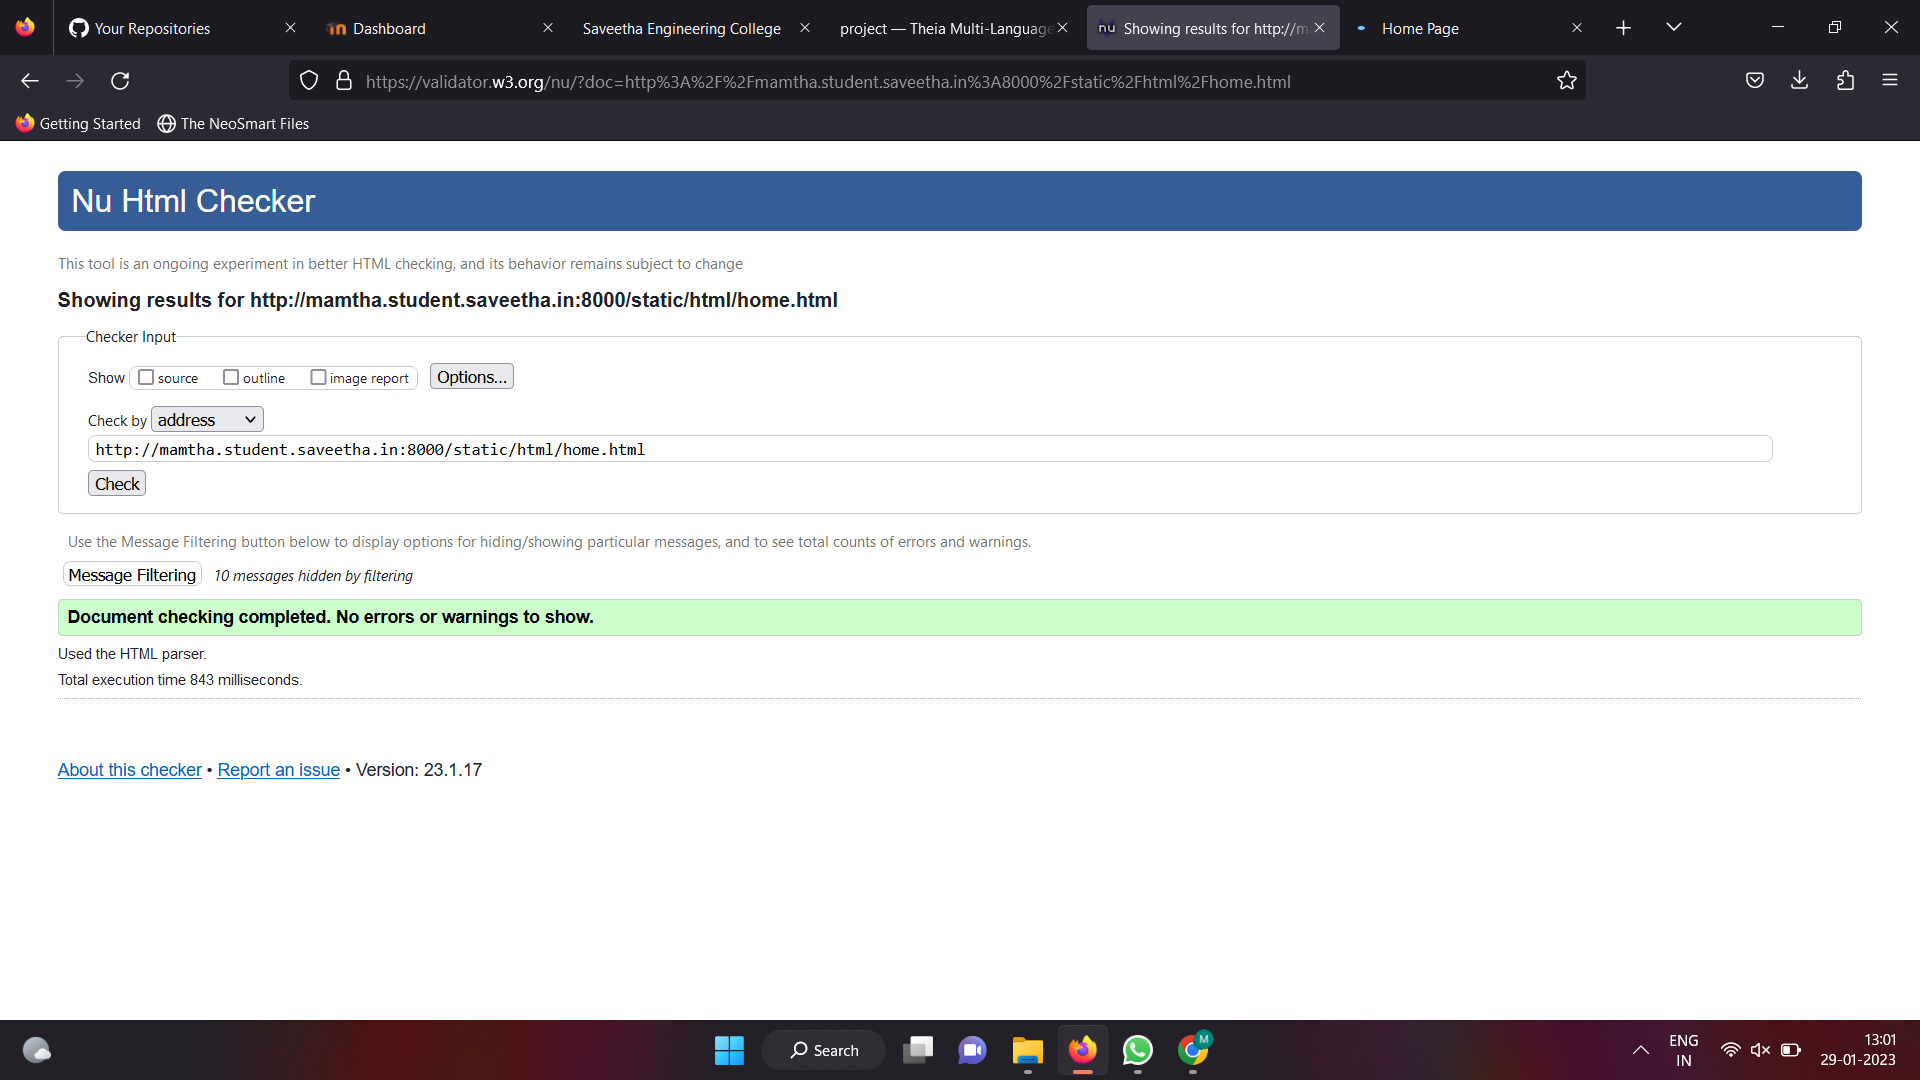 Your Repositories
Dashboard
Saveetha Engineering College
project — Theia Multi-Language
nu Showing results for http://m
Home Page
https://validator.w3.org/nu/?doc=http%3A%2F%2Fmamtha.student.saveetha.in%3A8000%2Fstatic%2Fhtml%2Fhome.html
Getting Started
The NeoSmart Files
Nu Html Checker
This tool is an ongoing experiment in better HTML checking, and its behavior remains subject to change
Showing results for http://mamtha.student.saveetha.in:8000/static/html/home.html
Checker Input
Show source outline image report Options...
Check by address
http://mamtha.student.saveetha.in:8000/static/html/home.html
Check
Use the Message Filtering button below to display options for hiding/showing particular messages, and to see total counts of errors and warnings.
Message Filtering 10 messages hidden by filtering
Document checking completed. No errors or warnings to show.
Used the HTML parser.
Total execution time 843 milliseconds.
About this checker • Report an issue • Version: 23.1.17
Search
M
ENG
IN
13:01
29-01-2023